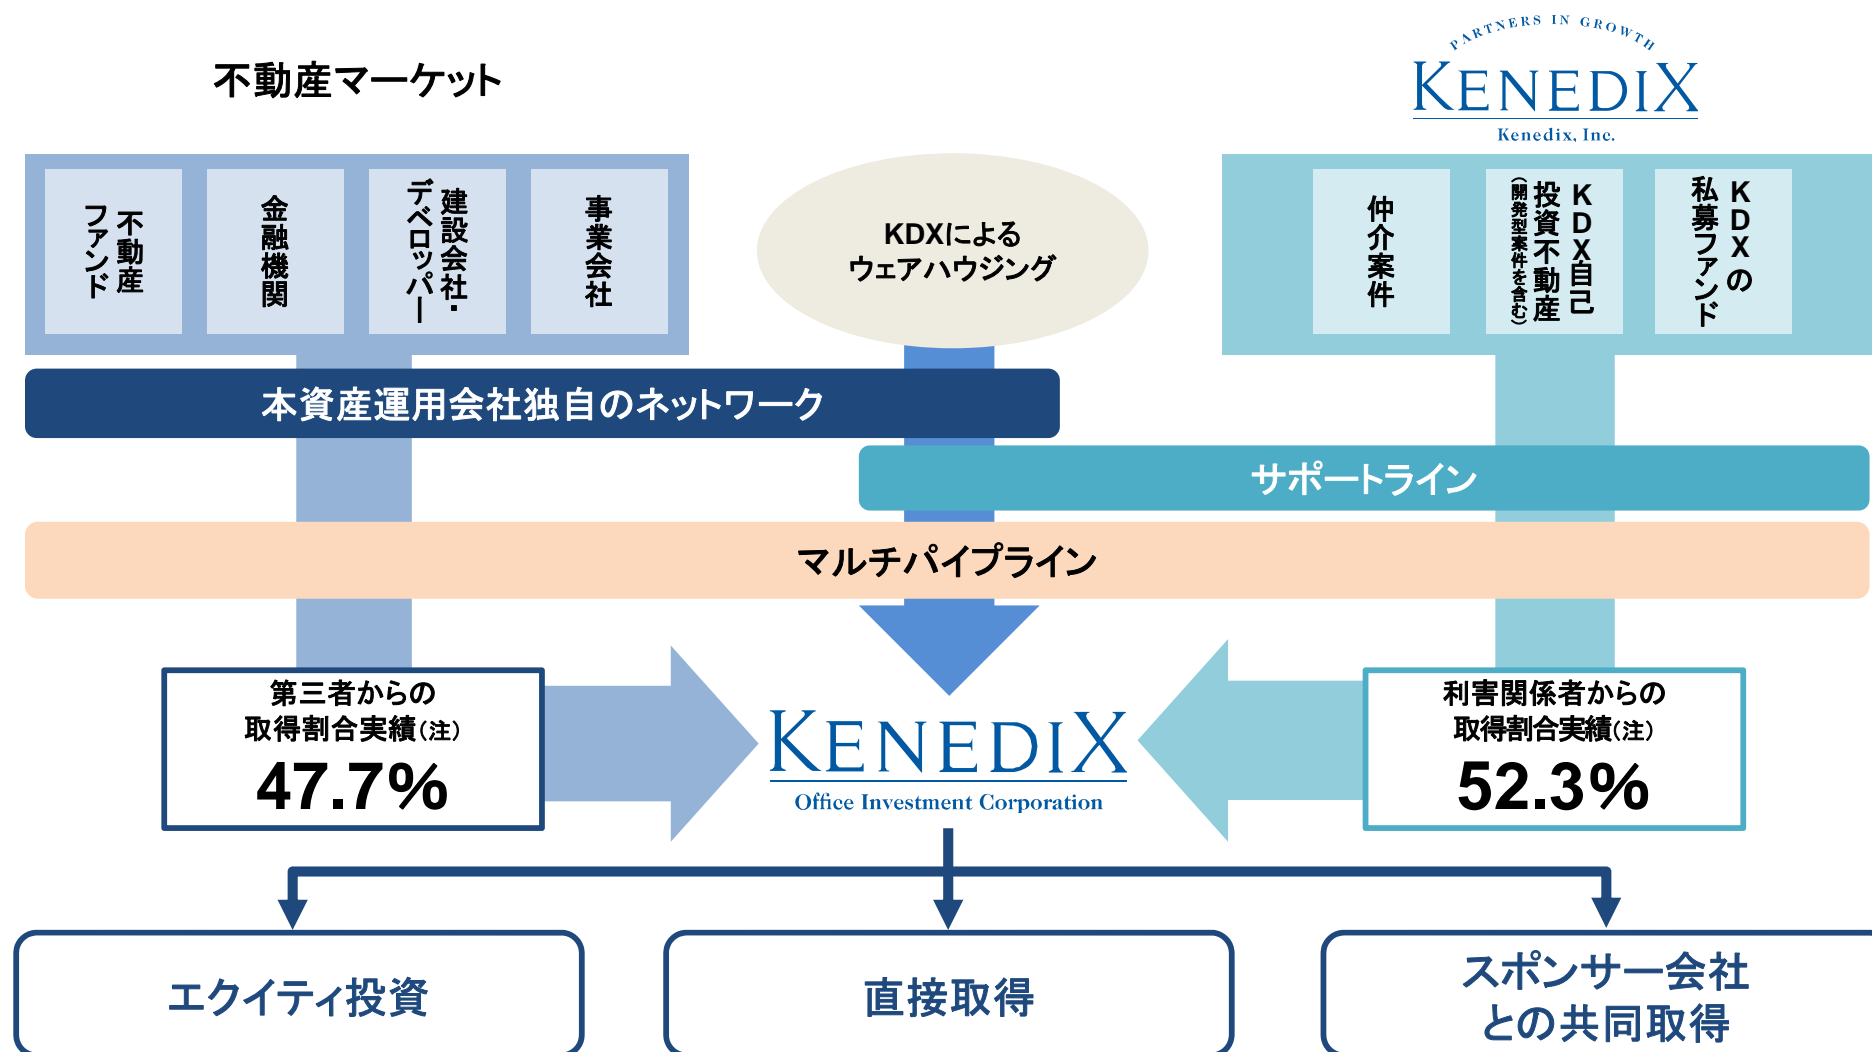 不動産マーケット
PARTNERS IN GROWTH
KENEDIX
Kenedix, Inc.
不動産
ファンド
金融機関
建設会社・
デベロッパー
事業会社
KDXによる
ウェアハウジング
仲介案件
KDX自己
投資不動産
(開発型案件を含む)
KDXの
私募ファンド
本資産運用会社独自のネットワーク
サポートライン
マルチパイプライン
第三者からの
取得割合実績(注)
47.7%
KENEDIX
Office Investment Corporation
利害関係者からの
取得割合実績(注)
52.3%
エクイティ投資
直接取得
スポンサー会社
との共同取得